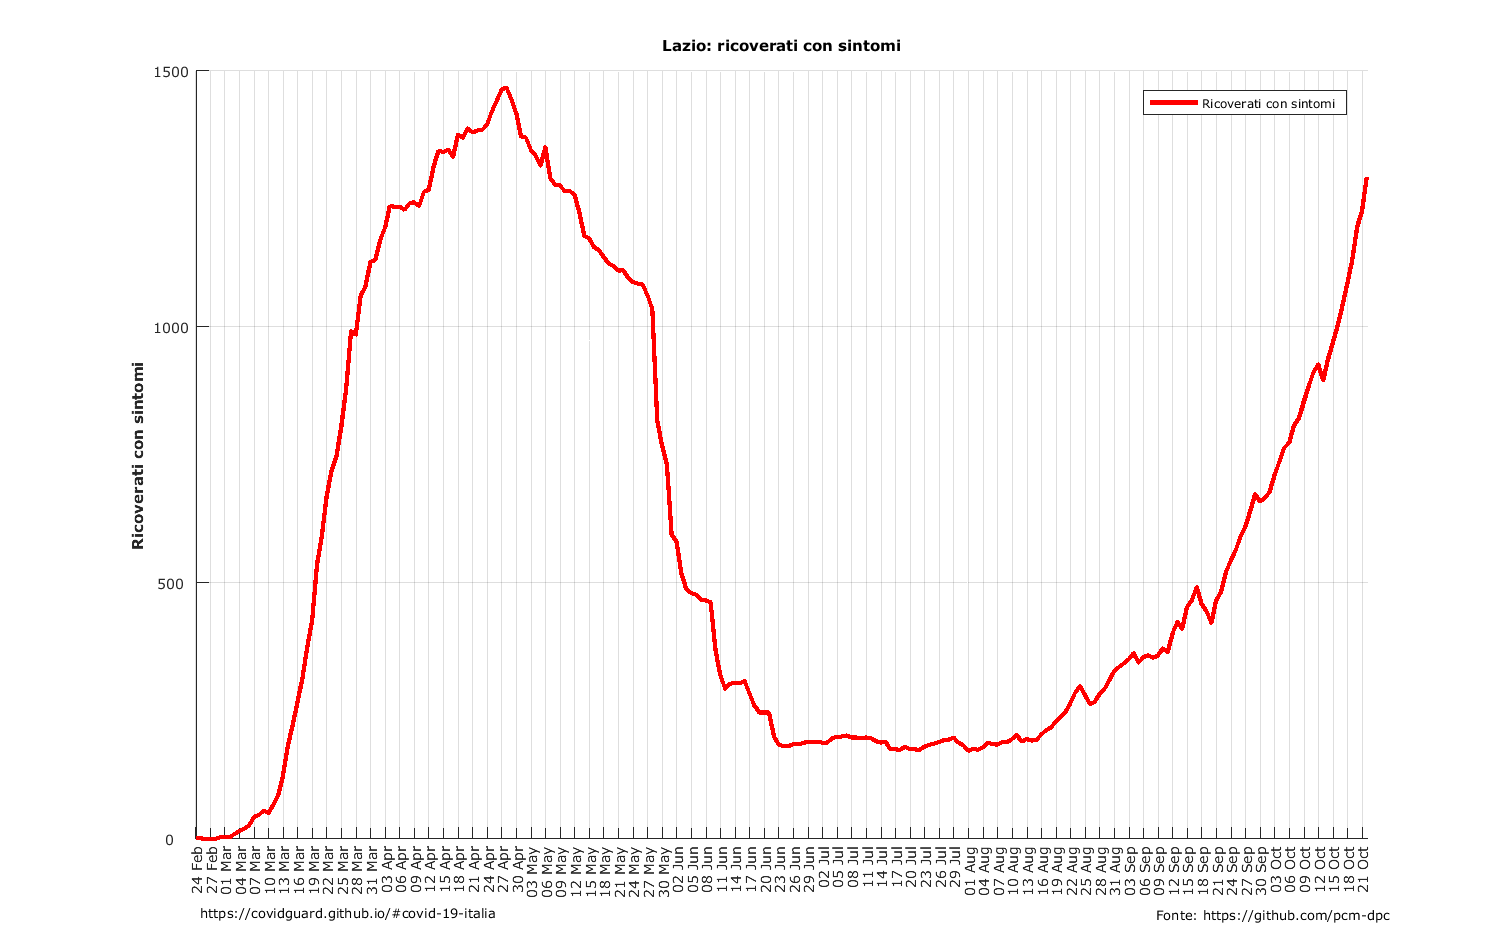 Lazio: ricoverati con sintomi
Ricoverati con sintomi
Ricoverati con sintomi
1500
1000
500
0
24 Feb
27 Feb
01 Mar
04 Mar
07 Mar
10 Mar
13 Mar
16 Mar
19 Mar
22 Mar
25 Mar
28 Mar
31 Mar
03 Apr
06 Apr
09 Apr
12 Apr
15 Apr
18 Apr
21 Apr
24 Apr
27 Apr
30 Apr
03 May
06 May
09 May
12 May
15 May
18 May
21 May
24 May
27 May
30 May
02 Jun
05 Jun
08 Jun
11 Jun
14 Jun
17 Jun
20 Jun
23 Jun
26 Jun
29 Jun
02 Jul
05 Jul
08 Jul
11 Jul
14 Jul
17 Jul
20 Jul
23 Jul
26 Jul
29 Jul
01 Aug
04 Aug
07 Aug
10 Aug
13 Aug
16 Aug
19 Aug
22 Aug
25 Aug
28 Aug
31 Aug
03 Sep
06 Sep
09 Sep
12 Sep
15 Sep
18 Sep
21 Sep
24 Sep
27 Sep
30 Sep
03 Oct
06 Oct
09 Oct
12 Oct
15 Oct
18 Oct
21 Oct
https://covidguard.github.io/#covid-19-italia
Fonte: https://github.com/pcm-dpc